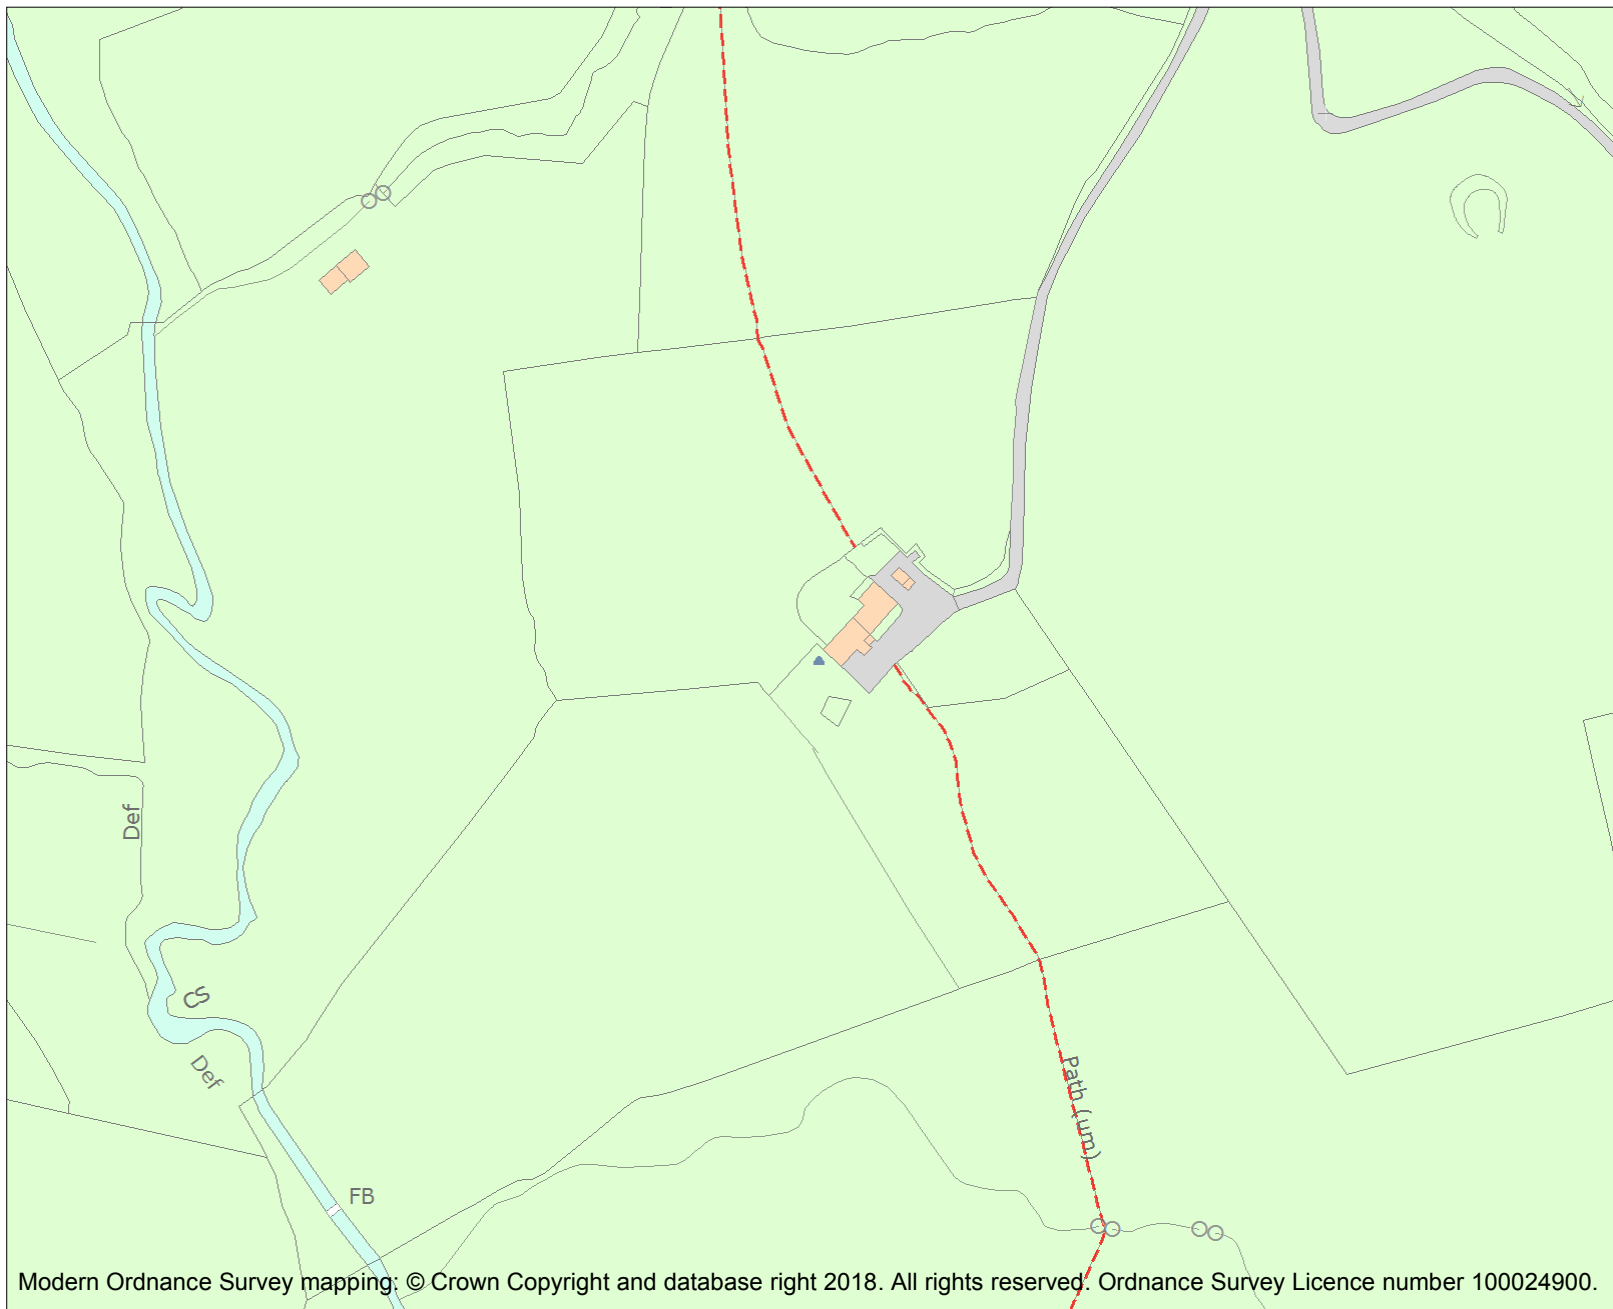 Def
CS
Def
Path (um)
FB
Modern Ordnance Survey mapping: © Crown Copyright and database right 2018. All rights reserved. Ordnance Survey Licence number 100024900.